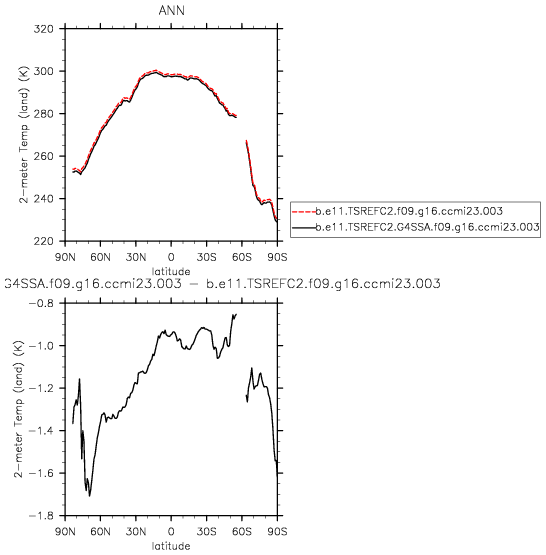 ANN
320
300
280
260
240
220
2-meter Temp (land) (K)
90N 60N 30N 0 30S 60S 90S
latitude
b.e11.TSREFC2.f09.g16.ccmi23.003
b.e11.TSREFC2.G4SSA.f09.g16.ccmi23.003
G4SSA.f09.g16.ccmi23.003 - b.e11.TSREFC2.f09.g16.ccmi23.003
-0.8
-1.0
-1.2
-1.4
-1.6
-1.8
2-meter Temp (land) (K)
90N 60N 30N 0 30S 60S 90S
latitude